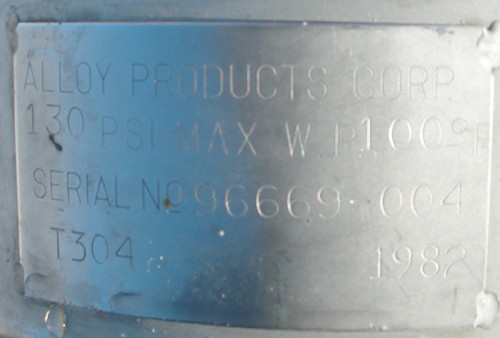 ALLOY PRODUCTS CORP
130 PSI MAX W.P. 100°F
SERIAL No 96669-004
T304 1982